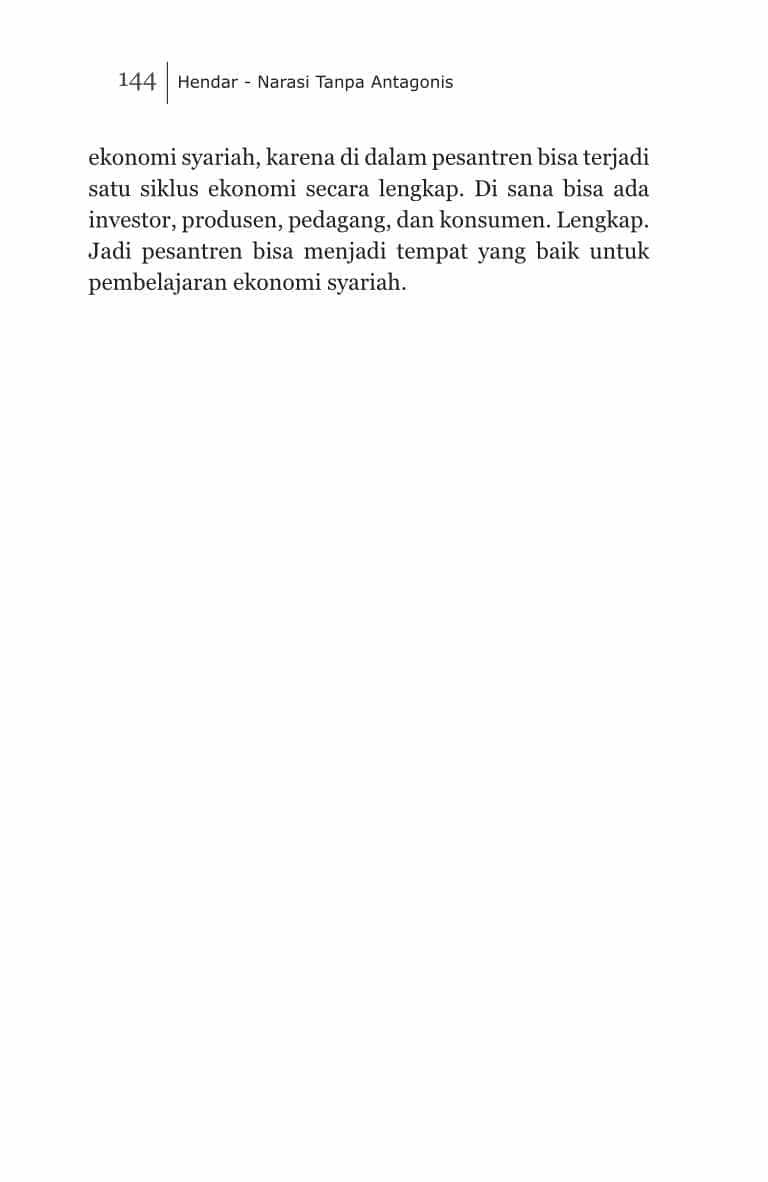 144 Hendar - Narasi Tanpa Antagonis
ekonomi syariah, karena di dalam pesantren bisa terjadi
satu siklus ekonomi secara lengkap. Di sana bisa ada
investor, produsen, pedagang, dan konsumen. Lengkap.
Jadi pesantren bisa menjadi tempat yang baik untuk
pembelajaran ekonomi syariah.